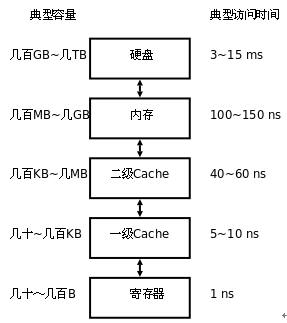 典型容量 典型访问时间
几百GB~几TB 硬盘 3~15 ms
几百MB~几GB 内存 100~150 ns
几百KB~几MB 二级Cache 40~60 ns
几十~几百KB 一级Cache 5~10 ns
几十～几百B 寄存器 1 ns